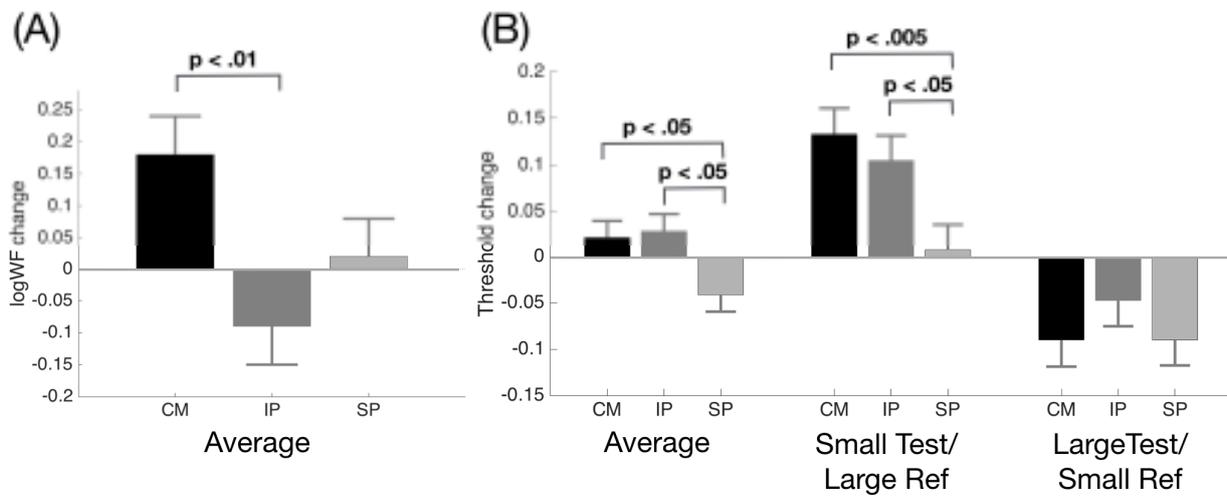 (A)
p < .01
logWF change
0.25
0.2
0.15
0.1
0.05
0
-0.05
-0.1
-0.15
-0.2
CM IP SP
Average
(B)
p < .005
p < .05
p < .05
p < .05
Threshold change
0.2
0.15
0.1
0.05
0
-0.05
-0.1
-0.15
CM IP SP CM IP SP CM IP SP
Average
Small Test/
Large Ref
LargeTest/
Small Ref